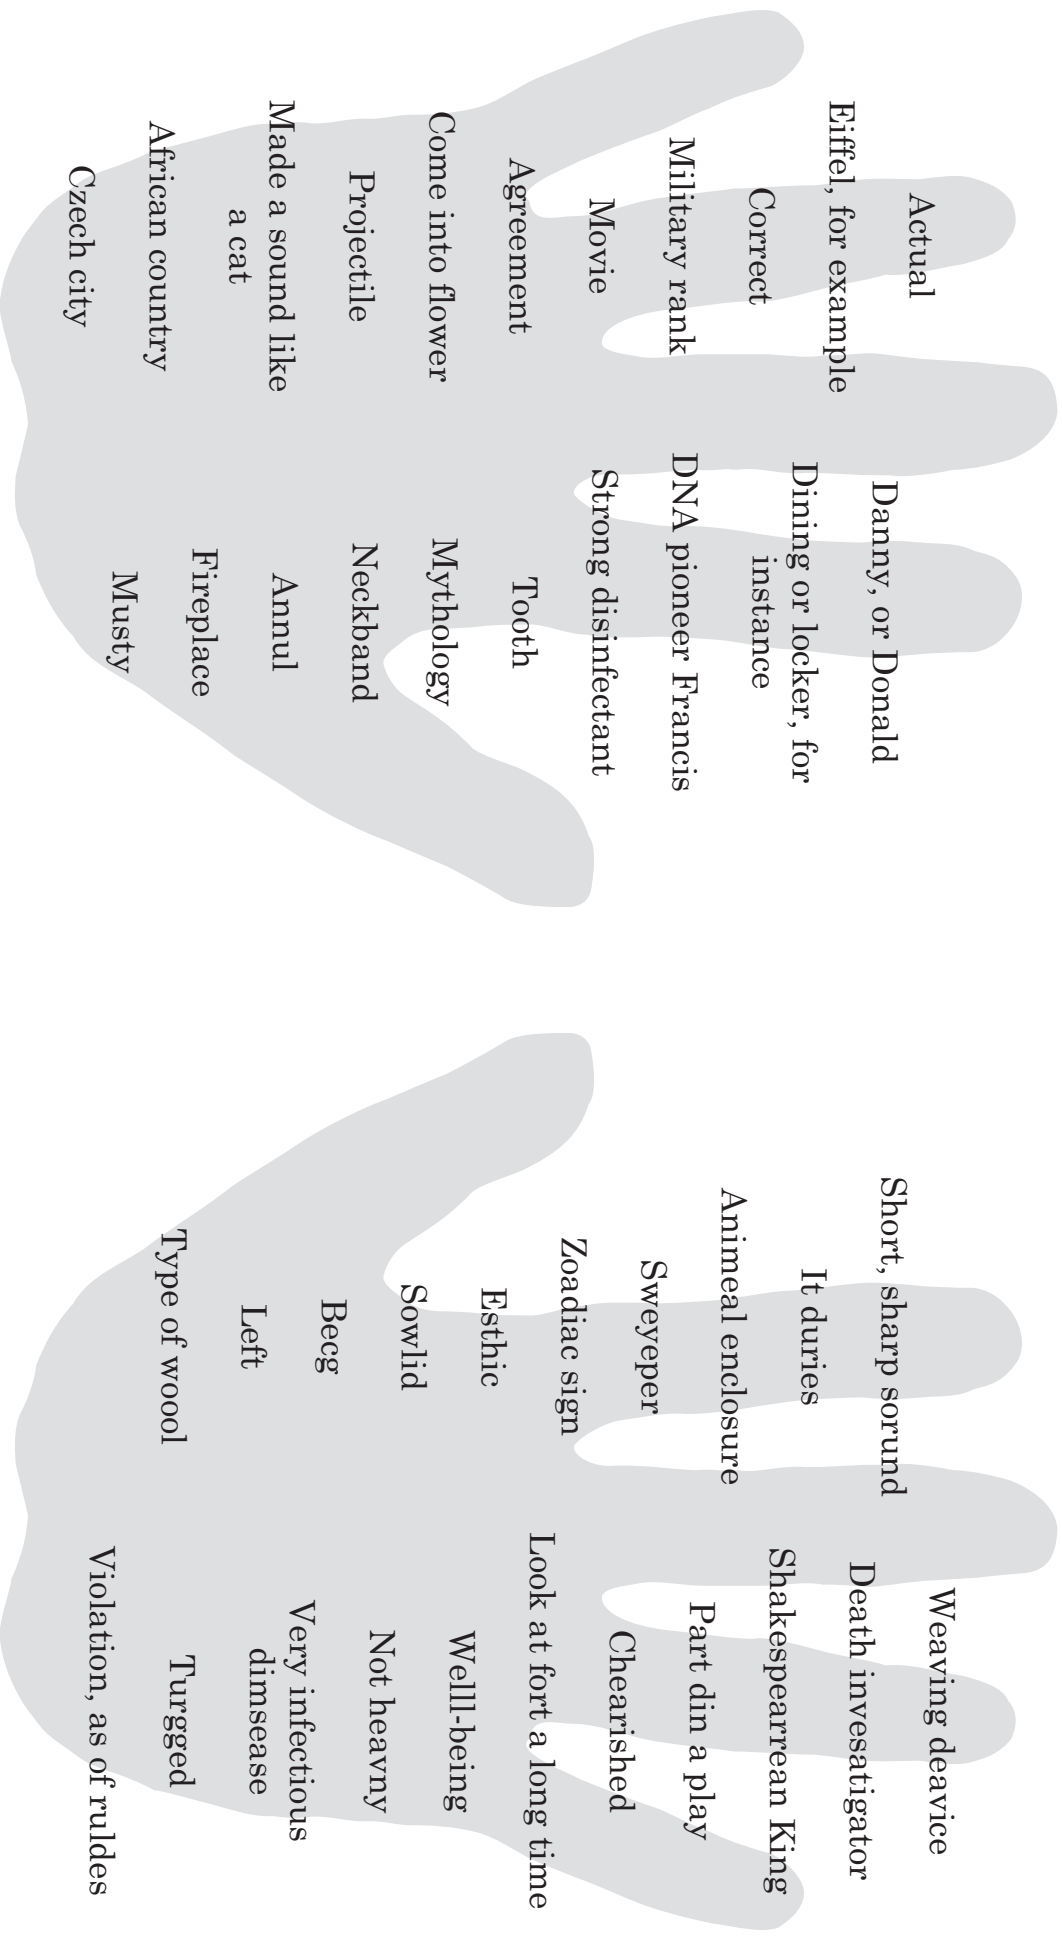 Actual
Eiffel, for example
Correct
Military rank
Movie
Agreement
Come into flower
Projectile
Made a sound like
a cat
African country
Czech city
Danny, or Donald
Dining or locker, for
instance
DNA pioneer Francis
Strong disinfectant
Tooth
Mythology
Neckband
Annul
Fireplace
Musty
Short, sharp sorund
It duries
Animeal enclosure
Sweyeper
Zoadiac sign
Esthic
Sowlid
Becg
Left
Type of woool
Weaving deavice
Death invesatigator
Shakespearrean King
Part din a play
Chearished
Look at fort a long time
Welll-being
Not heavny
Very infectious
dimsease
Turgged
Violation, as of ruldes